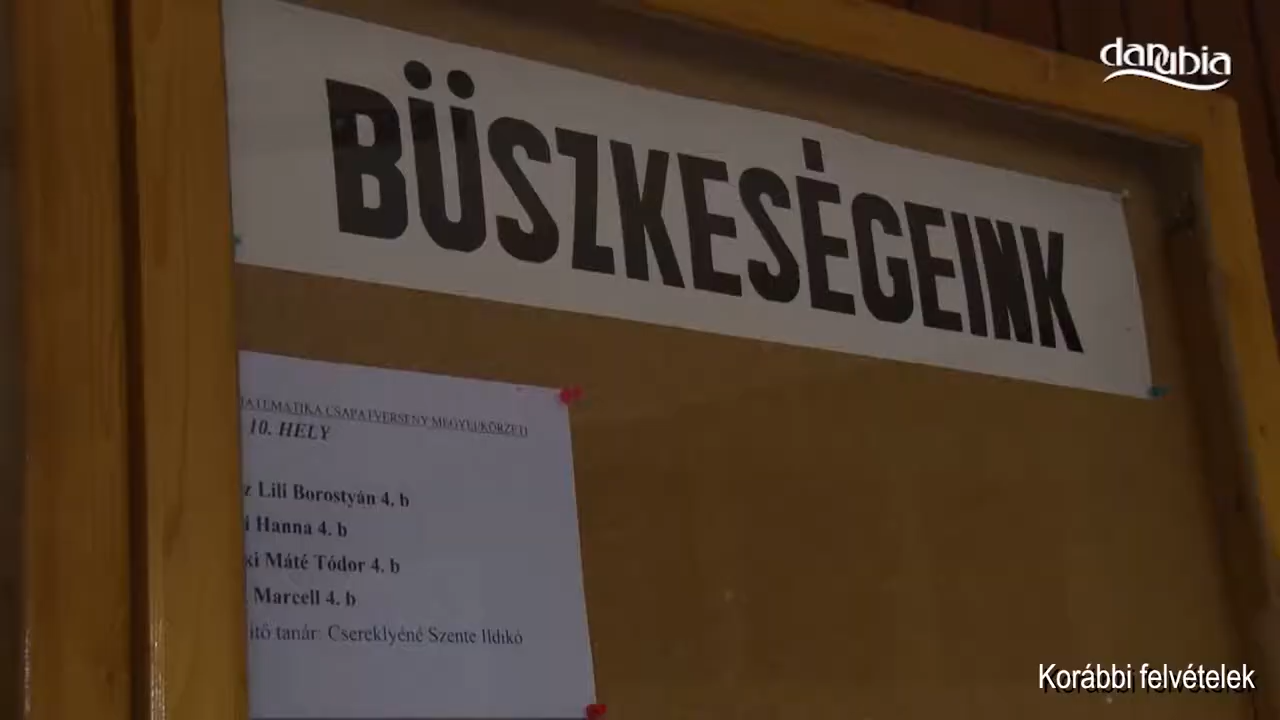 danubia
BÜSZKESÉGEINK
MATEMATIKA CSAPATVERSENY MEGYEI/KÖRZETI
10. HELY
z Lili Borostyán 4. b
i Hanna 4. b
ki Máté Tódor 4. b
Marcell 4. b
ítő tanár: Csereklyéné Szente Ildikó
Korábbi felvételek